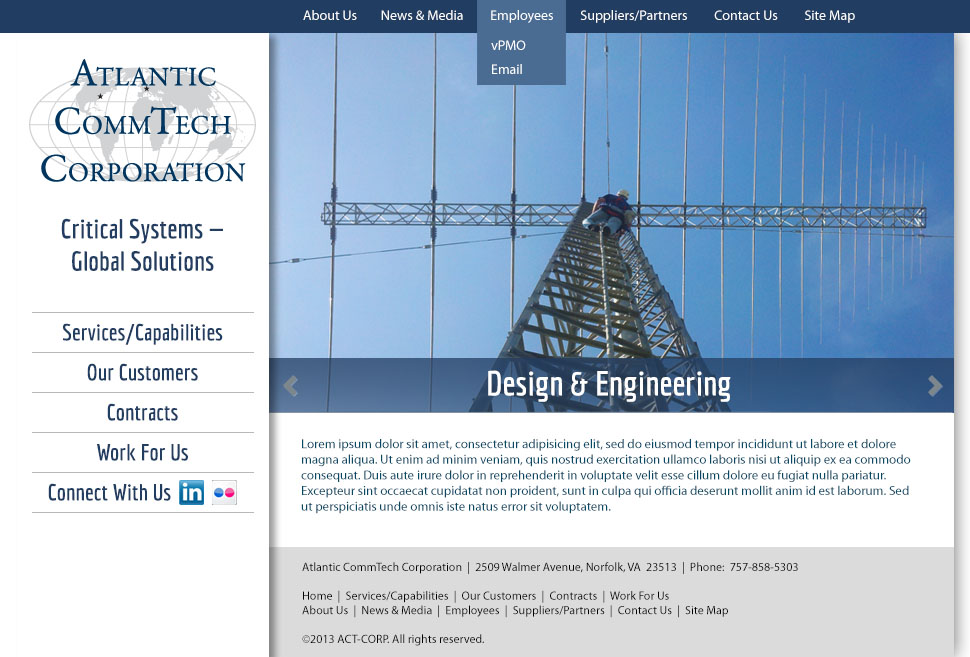 About Us News & Media Employees Suppliers/Partners Contact Us Site Map
vPMO
Email
Atlantic
CommTech
Corporation
Critical Systems –
Global Solutions
Services/Capabilities
Our Customers
Contracts
Work For Us
Connect With Us in
Design & Engineering
Lorem ipsum dolor sit amet, consectetur adipisicing elit, sed do eiusmod tempor incididunt ut labore et dolore
magna aliqua. Ut enim ad minim veniam, quis nostrud exercitation ullamco laboris nisi ut aliquip ex ea commodo
consequat. Duis aute irure dolor in reprehenderit in voluptate velit esse cillum dolore eu fugiat nulla pariatur.
Excepteur sint occaecat cupidatat non proident, sunt in culpa qui officia deserunt mollit anim id est laborum. Sed
ut perspiciatis unde omnis iste natus error sit voluptatem.
Atlantic CommTech Corporation | 2509 Walmer Avenue, Norfolk, VA 23513 | Phone: 757-858-5303
Home | Services/Capabilities | Our Customers | Contracts | Work For Us
About Us | News & Media | Employees | Suppliers/Partners | Contact Us | Site Map
©2013 ACT-CORP. All rights reserved.